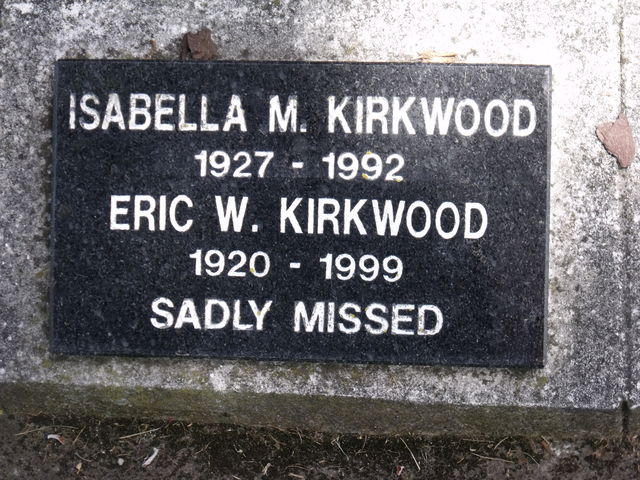 ISABELLA M. KIRKWOOD
1927 - 1992
ERIC W. KIRKWOOD
1920 - 1999
SADLY MISSED